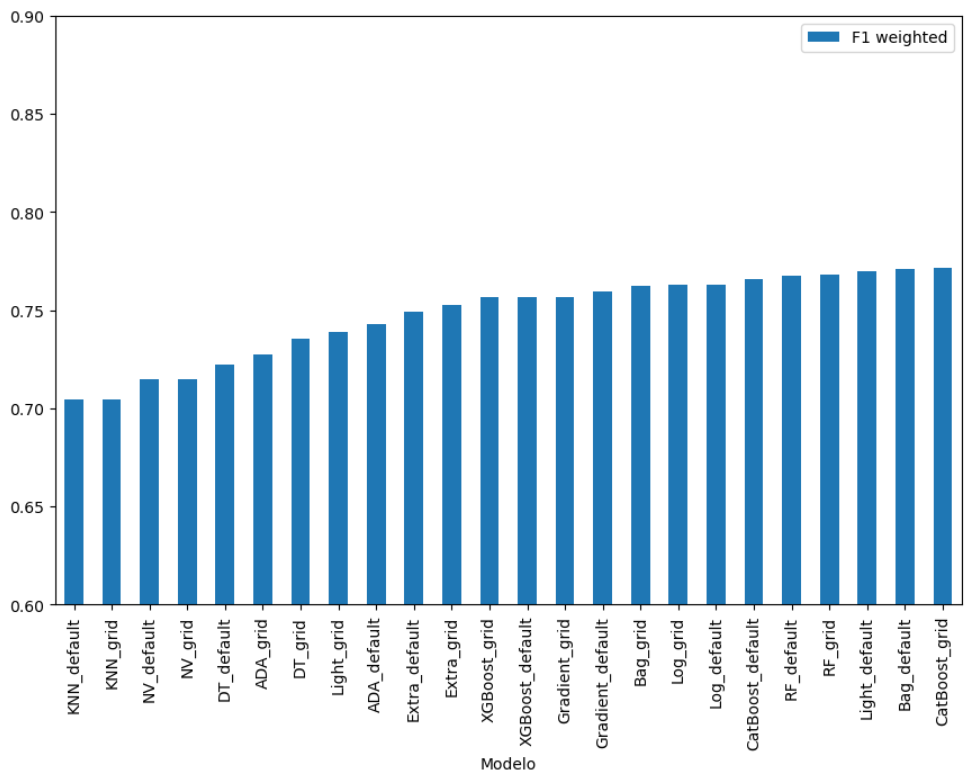 0.90
F1 weighted
0.85
0.80
0.75
0.70
0.65
0.60
KNN_default
KNN_grid
NV_default
NV_grid
DT_default
ADA_grid
DT_grid
Light_grid
ADA_default
Extra_default
Extra_grid
XGBoost_grid
XGBoost_default
Gradient_grid
Gradient_default
Bag_grid
Log_grid
Log_default
CatBoost_default
RF_default
RF_grid
Light_default
Bag_default
CatBoost_grid
Modelo